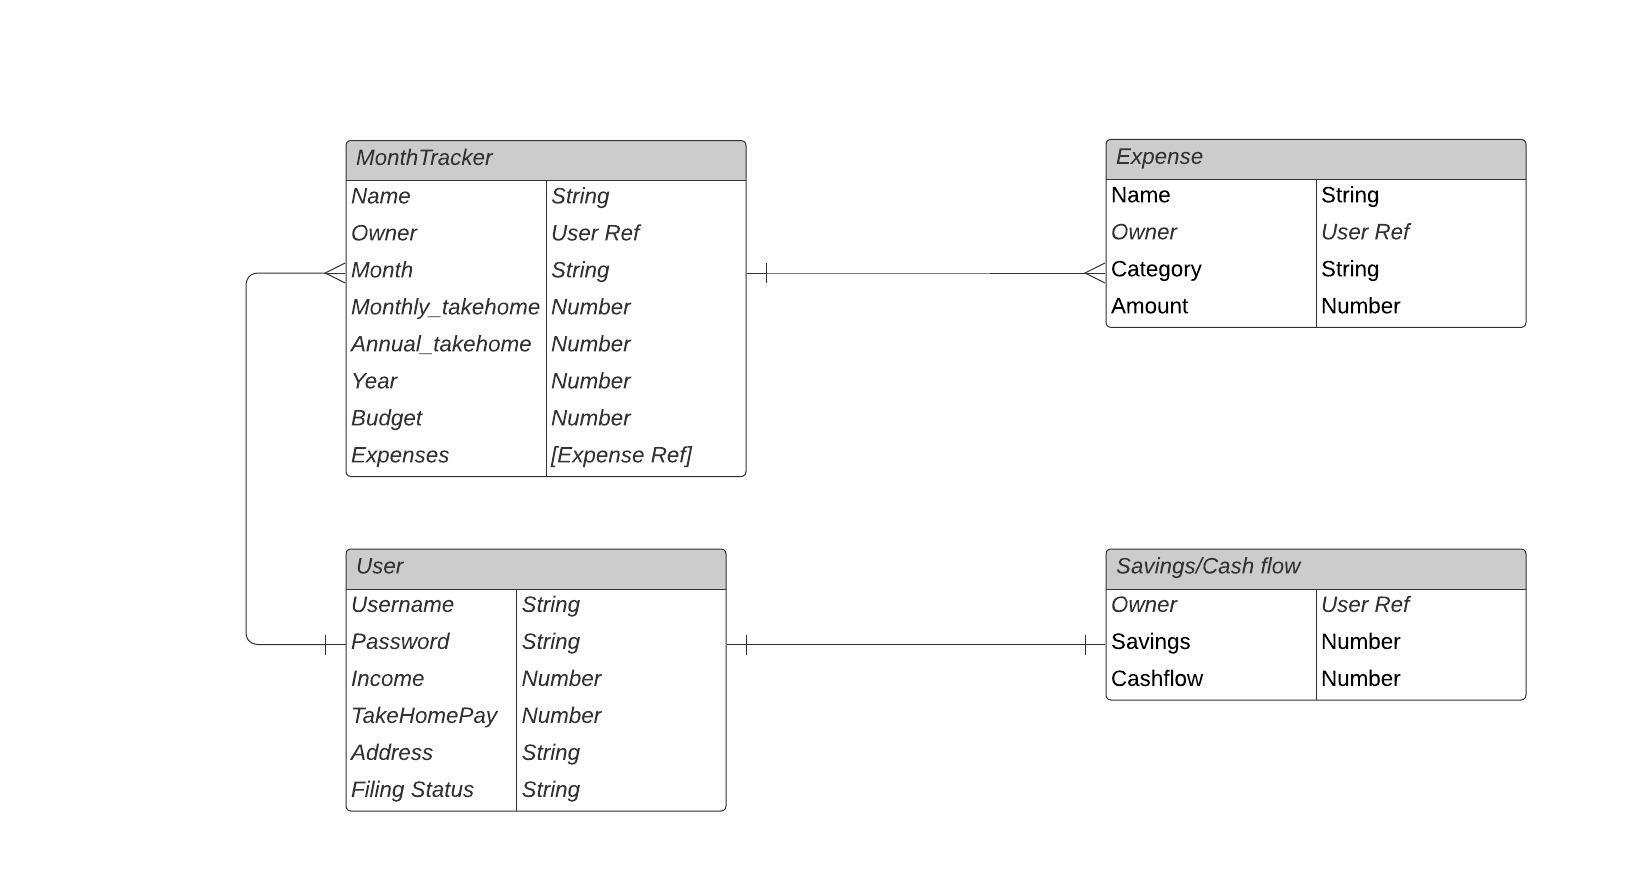 MonthTracker
Name String
Owner User Ref
Month String
Monthly_takehome Number
Annual_takehome Number
Year Number
Budget Number
Expenses [Expense Ref]
Expense
Name String
Owner User Ref
Category String
Amount Number
User
Username String
Password String
Income Number
TakeHomePay Number
Address String
Filing Status String
Savings/Cash flow
Owner User Ref
Savings Number
Cashflow Number